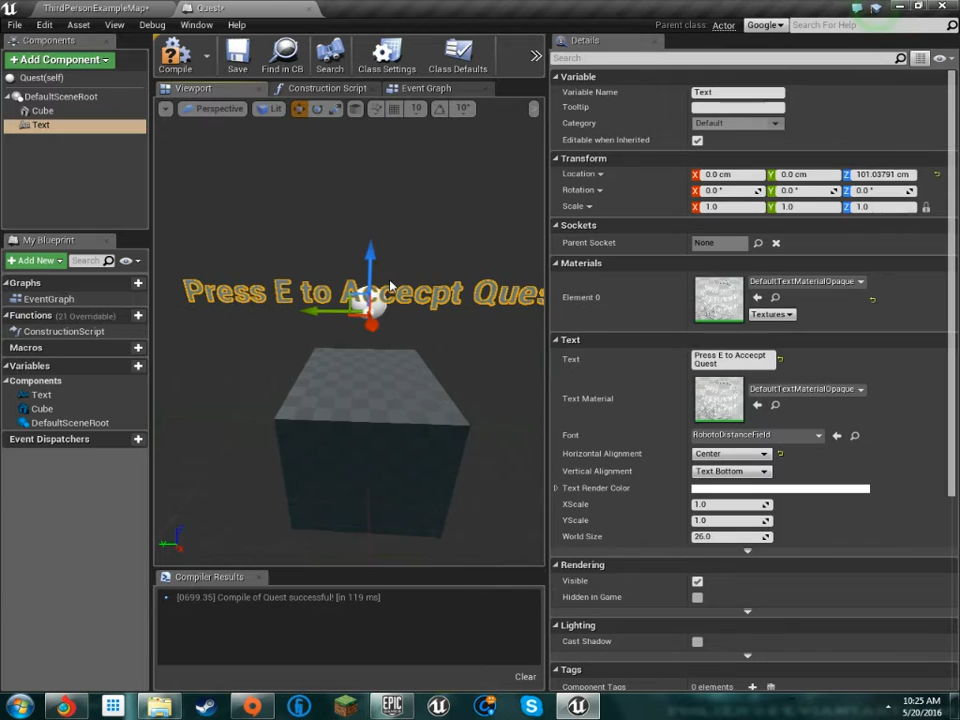 ThirdPersonExampleMap*
Quest*
File Edit Asset View Debug Window Help
Parent class: Actor
Google
Search For Help
Components
Add Component
Quest(self)
DefaultSceneRoot
Cube
Text
Compile
Save
Find in CB
Search
Class Settings
Class Defaults
Viewport
Construction Script
Event Graph
Perspective
Lit
10
10°
Press E to Accecpt Ques
My Blueprint
Add New
Search
Graphs
EventGraph
Functions (21 Overridable)
ConstructionScript
Macros
Variables
Components
Text
Cube
DefaultSceneRoot
Event Dispatchers
Compiler Results
[0699.35] Compile of Quest successful! [in 119 ms]
Clear
Details
Search
Variable
Variable Name Text
Tooltip
Category Default
Editable when Inherited
Transform
Location X 0.0 cm Y 0.0 cm Z 101.03791 cm
Rotation X 0.0 ° Y 0.0 ° Z 0.0 °
Scale X 1.0 Y 1.0 Z 1.0
Sockets
Parent Socket None
Materials
Element 0 DefaultTextMaterialOpaque
Textures
Text
Text Press E to Accecpt
Quest
Text Material DefaultTextMaterialOpaque
Font RobotoDistanceField
Horizontal Alignment Center
Vertical Alignment Text Bottom
Text Render Color
XScale 1.0
YScale 1.0
World Size 26.0
Rendering
Visible
Hidden in Game
Lighting
Cast Shadow
Tags
Component Tags 0 elements
EPIC
10:25 AM
5/20/2016